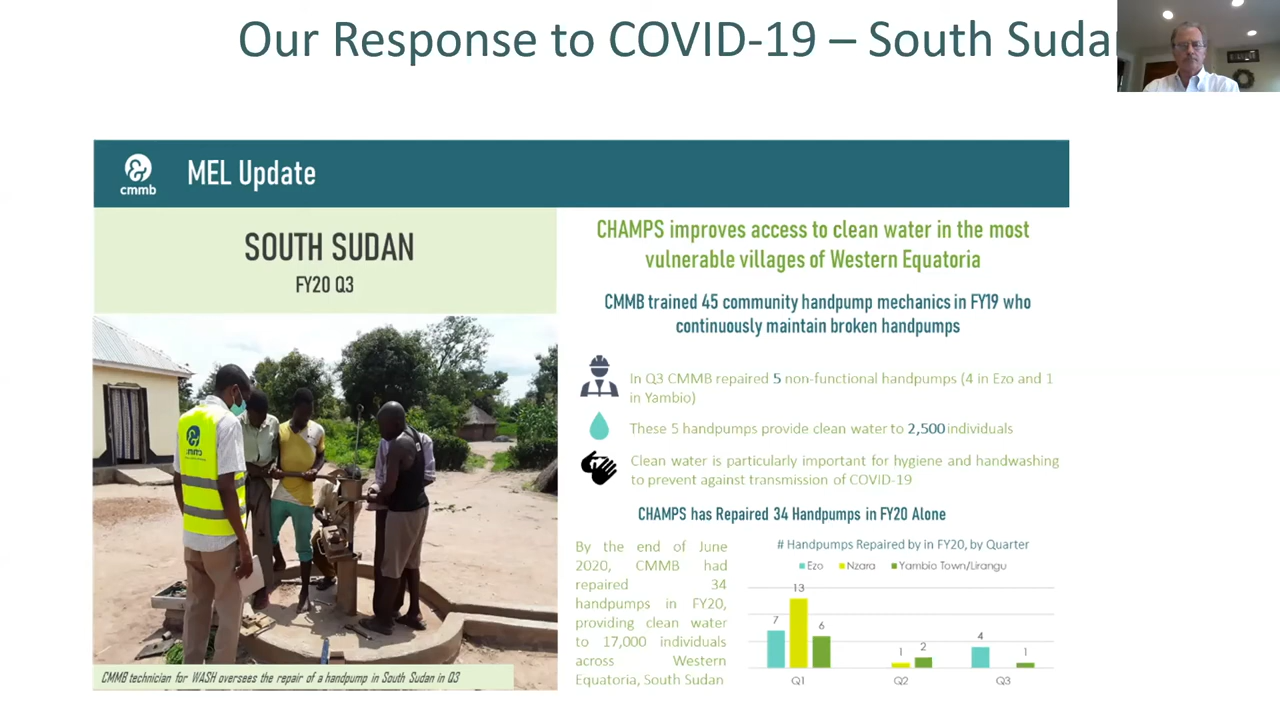 Our Response to COVID-19 – South Suda
cmmb
MEL Update
SOUTH SUDAN
FY20 Q3
CHAMPS improves access to clean water in the most
vulnerable villages of Western Equatoria
CMMB trained 45 community handpump mechanics in FY19 who
continuously maintain broken handpumps
In Q3 CMMB repaired 5 non-functional handpumps (4 in Ezo and 1
in Yambio)
These 5 handpumps provide clean water to 2,500 individuals
Clean water is particularly important for hygiene and handwashing
to prevent against transmission of COVID-19
CHAMPS has Repaired 34 Handpumps in FY20 Alone
By the end of June
2020, CMMB had
repaired 34
handpumps in FY20,
providing clean water
to 17,000 individuals
across Western
Equatoria, South Sudan
# Handpumps Repaired by in FY20, by Quarter
Ezo Nzara Yambio Town/Lirangu
7 13 6
1 2
4 1
Q1 Q2 Q3
CMMB technician for WASH oversees the repair of a handpump in South Sudan in Q3